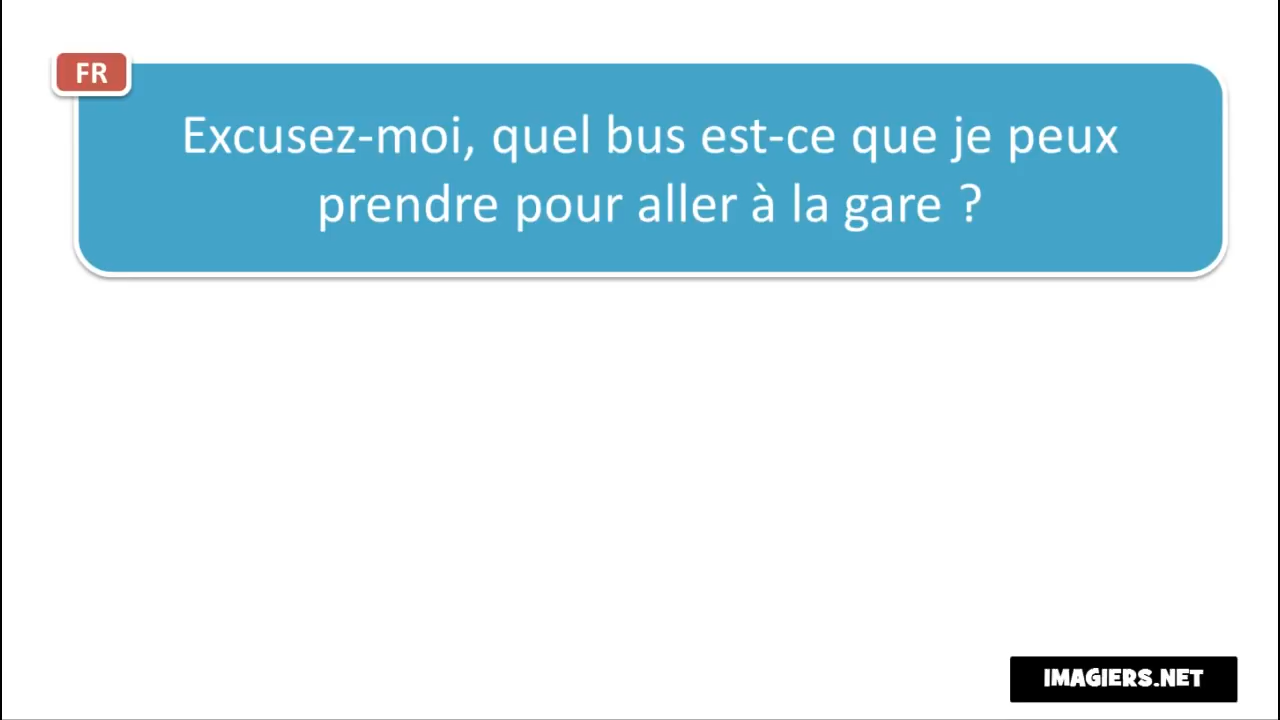 FR
Excusez-moi, quel bus est-ce que je peux
prendre pour aller à la gare ?
IMAGIERS.NET